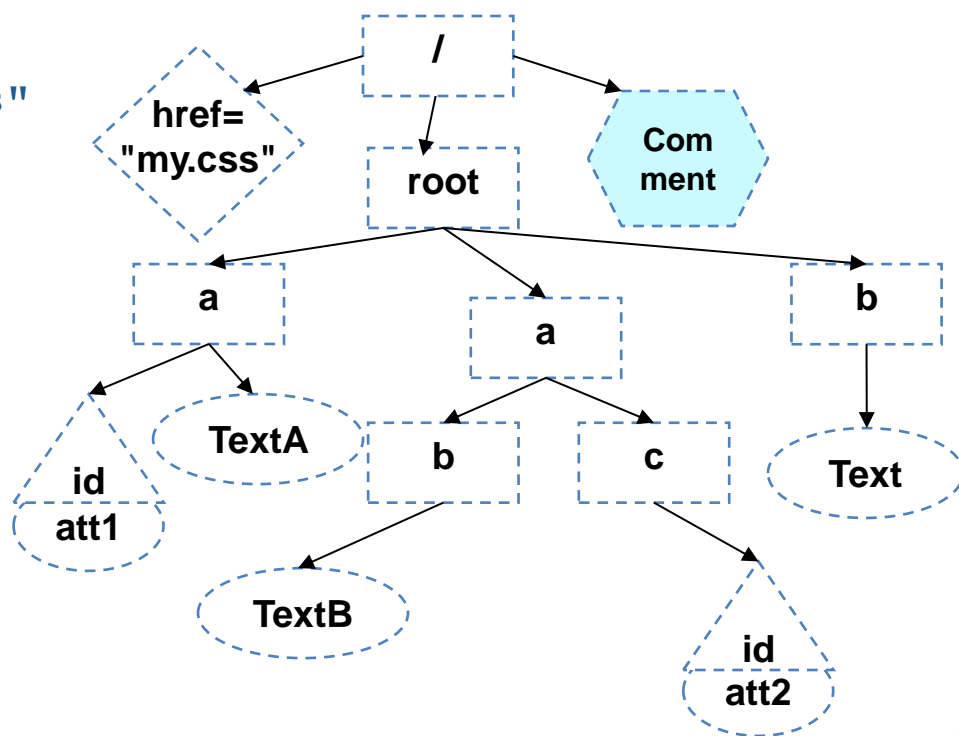 /
"
href=
"my.css"
Com
ment
root
a
a
b
TextA
b
c
Text
id
att1
TextB
id
att2